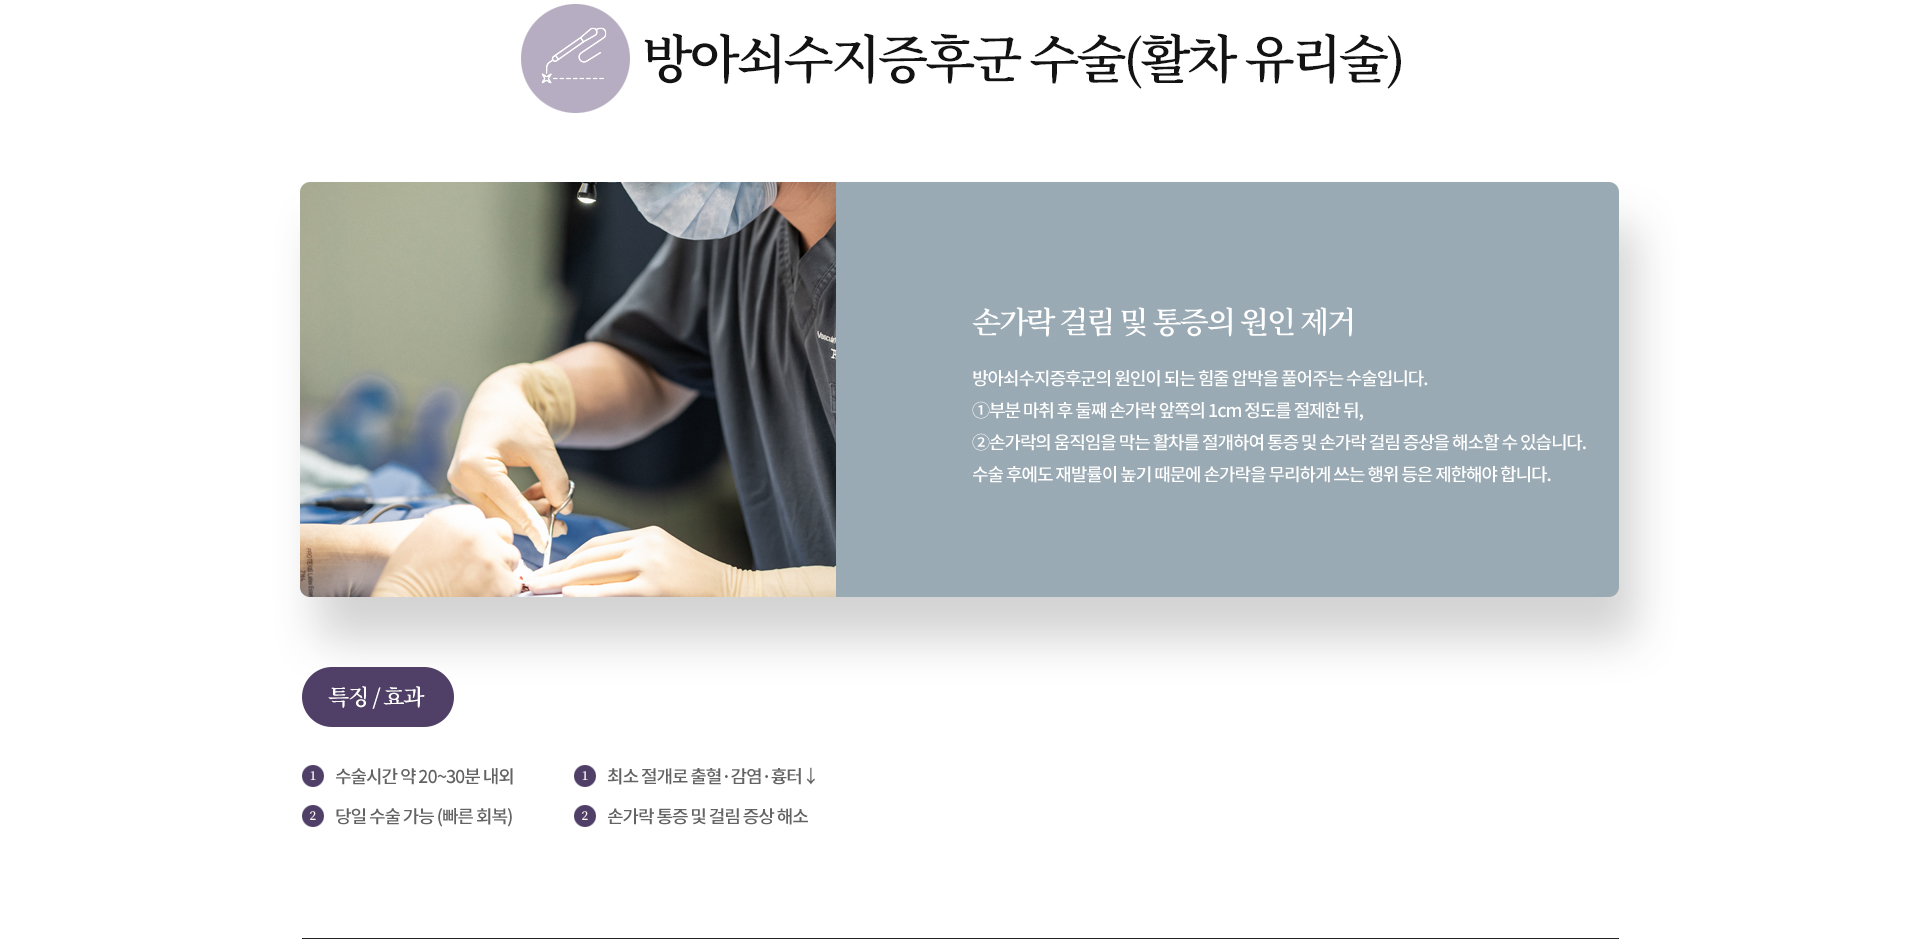 방아쇠수지증후군 수술(활차 유리술)
손가락 걸림 및 통증의 원인 제거
방아쇠수지증후군의 원인이 되는 힘줄 압박을 풀어주는 수술입니다.
①부분 마취 후 둘째 손가락 앞쪽의 1cm 정도를 절제한 뒤,
②손가락의 움직임을 막는 활차를 절개하여 통증 및 손가락 걸림 증상을 해소할 수 있습니다.
수술 후에도 재발률이 높기 때문에 손가락을 무리하게 쓰는 행위 등은 제한해야 합니다.
특징 / 효과
1 수술시간 약 20~30분 내외
2 당일 수술 가능 (빠른 회복)
1 최소 절개로 출혈·감염·흉터↓
2 손가락 통증 및 걸림 증상 해소